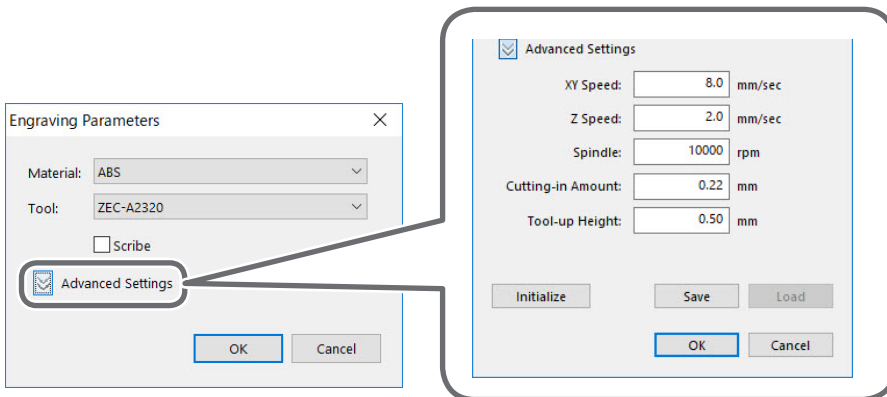 Engraving Parameters
Material: ABS
Tool: ZEC-A2320
Scribe
Advanced Settings
OK Cancel
Advanced Settings
XY Speed: 8.0 mm/sec
Z Speed: 2.0 mm/sec
Spindle: 10000 rpm
Cutting-in Amount: 0.22 mm
Tool-up Height: 0.50 mm
Initialize Save Load
OK Cancel